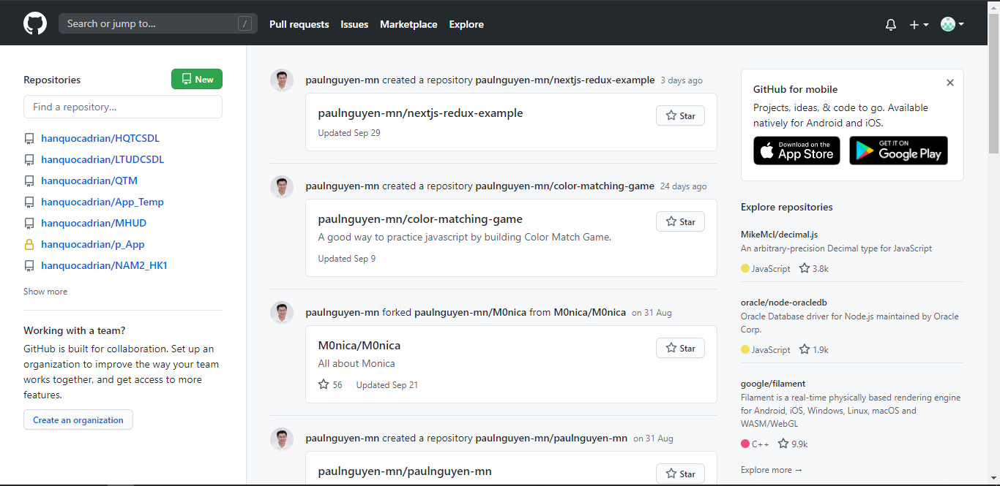 Search or jump to... /
Pull requests Issues Marketplace Explore
Repositories
New
Find a repository...
hanquocadrian/HQTCSDL
hanquocadrian/LTUDCSDL
hanquocadrian/QTM
hanquocadrian/App_Temp
hanquocadrian/MHUD
hanquocadrian/p_App
hanquocadrian/NAM2_HK1
Show more
Working with a team?
GitHub is built for collaboration. Set up an
organization to improve the way your team
works together, and get access to more
features.
Create an organization
paulnguyen-mn created a repository paulnguyen-mn/nextjs-redux-example 3 days ago
paulnguyen-mn/nextjs-redux-example
Star
Updated Sep 29
paulnguyen-mn created a repository paulnguyen-mn/color-matching-game 24 days ago
paulnguyen-mn/color-matching-game
Star
A good way to practice javascript by building Color Match Game.
Updated Sep 9
paulnguyen-mn forked paulnguyen-mn/M0nica from M0nica/M0nica on 31 Aug
M0nica/M0nica
Star
All about Monica
56 Updated Sep 21
paulnguyen-mn created a repository paulnguyen-mn/paulnguyen-mn on 31 Aug
paulnguyen-mn/paulnguyen-mn
Star
GitHub for mobile
Projects, ideas, & code to go. Available
natively for Android and iOS.
Download on the
App Store
GET IT ON
Google Play
Explore repositories
MikeMcl/decimal.js
An arbitrary-precision Decimal type for JavaScript
JavaScript 3.8k
oracle/node-oracledb
Oracle Database driver for Node.js maintained by Oracle
Corp.
JavaScript 1.9k
google/filament
Filament is a real-time physically based rendering engine
for Android, iOS, Windows, Linux, macOS and
WASM/WebGL
C++ 9.9k
Explore more →